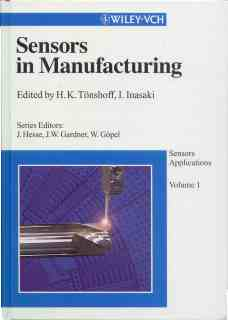 WILEY-VCH
Sensors
in Manufacturing
Edited by H. K. Tönshoff, I. Inasaki
Series Editors:
J. Hesse, J.W. Gardner, W. Göpel
Sensors
Applications
Volume 1